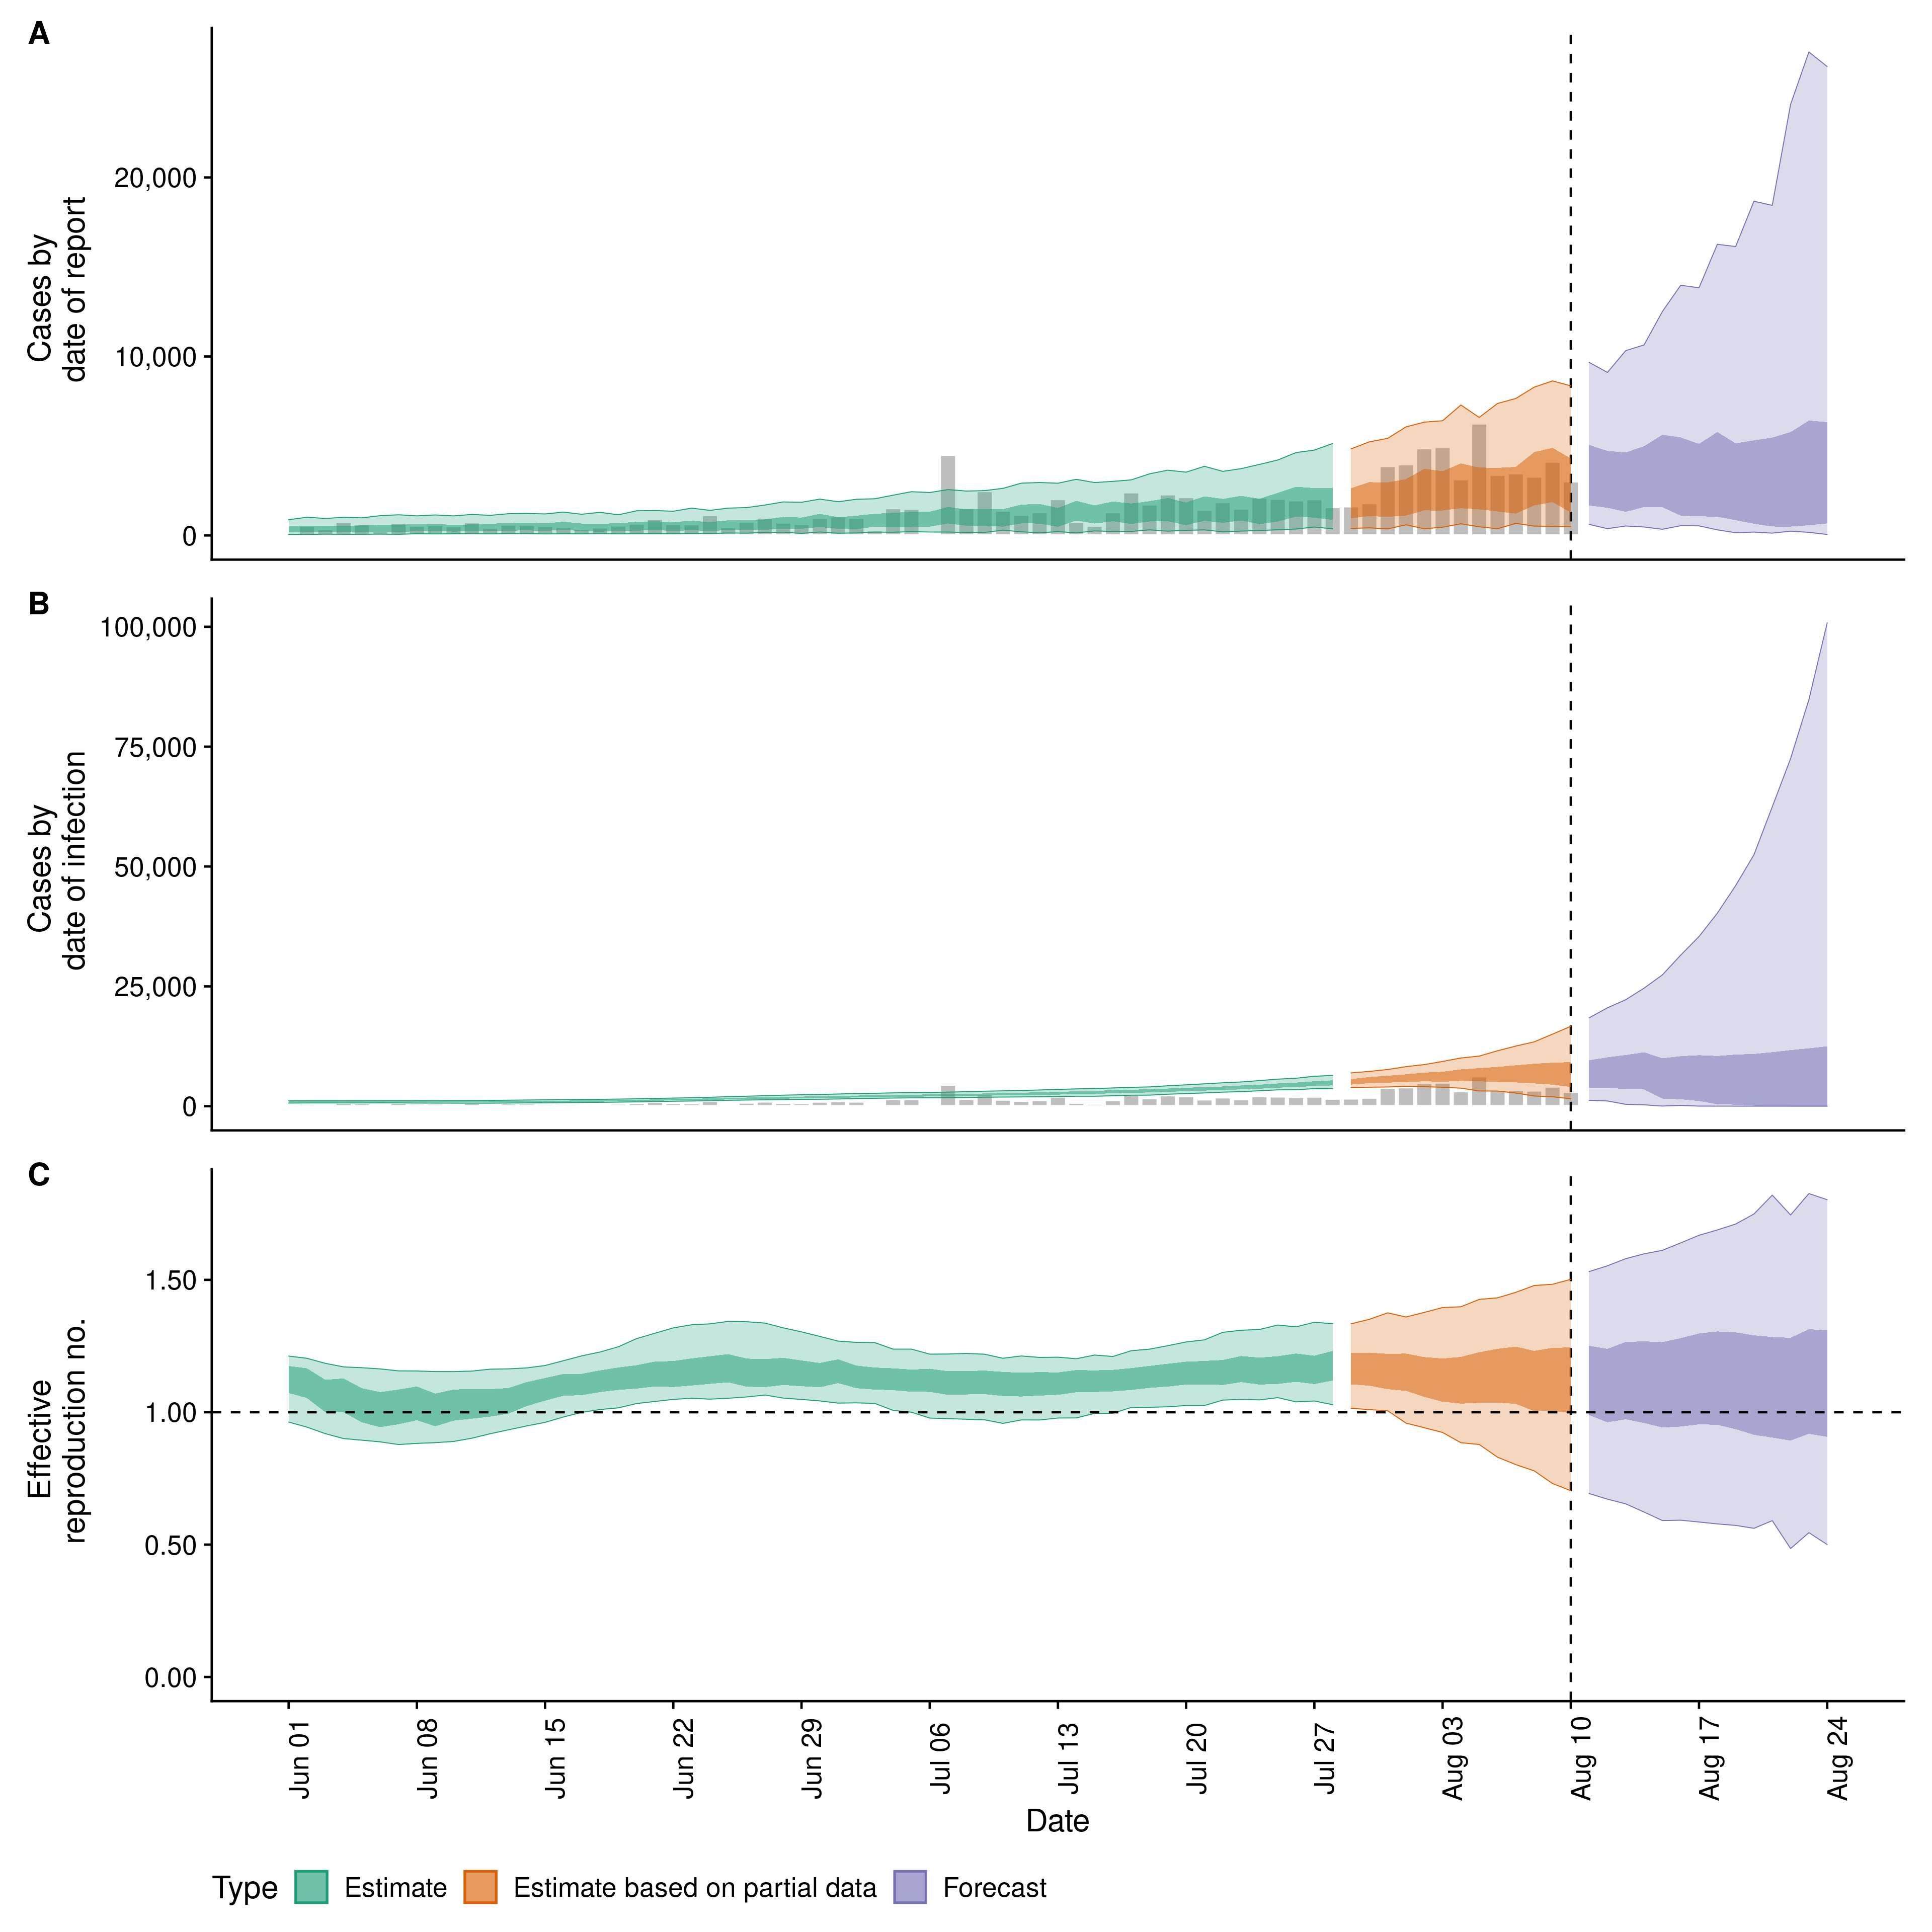 A
20,000
10,000
0
Cases by
date of report
B
100,000
75,000
50,000
25,000
0
Cases by
date of infection
C
1.50
1.00
0.50
0.00
Effective
reproduction no.
Jun 01
Jun 08
Jun 15
Jun 22
Jun 29
Jul 06
Jul 13
Jul 20
Jul 27
Aug 03
Aug 10
Aug 17
Aug 24
Date
Type Estimate Estimate based on partial data Forecast